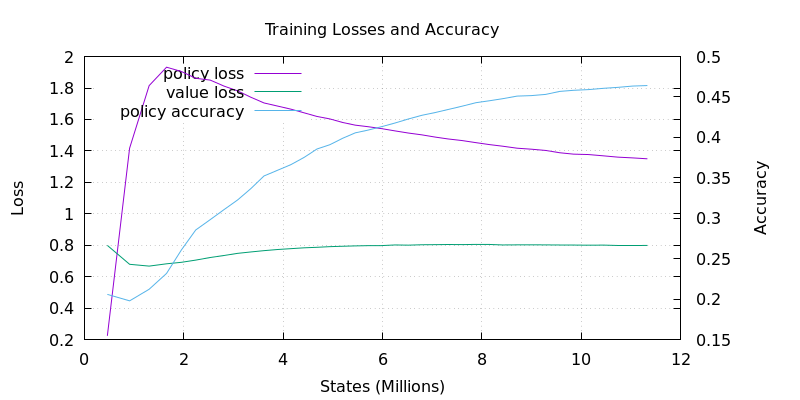 Training Losses and Accuracy
policy loss
value loss
policy accuracy
2
1.8
1.6
1.4
1.2
1
0.8
0.6
0.4
0.2
0.5
0.45
0.4
0.35
0.3
0.25
0.2
0.15
0 2 4 6 8 10 12
Loss
Accuracy
States (Millions)